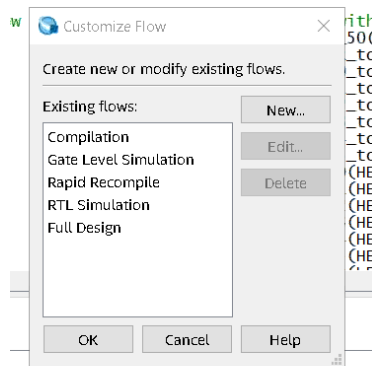 w
Customize Flow
Create new or modify existing flows.
Existing flows:
New...
Compilation
Gate Level Simulation
Rapid Recompile
RTL Simulation
Full Design
Edit...
Delete
OK
Cancel
Help